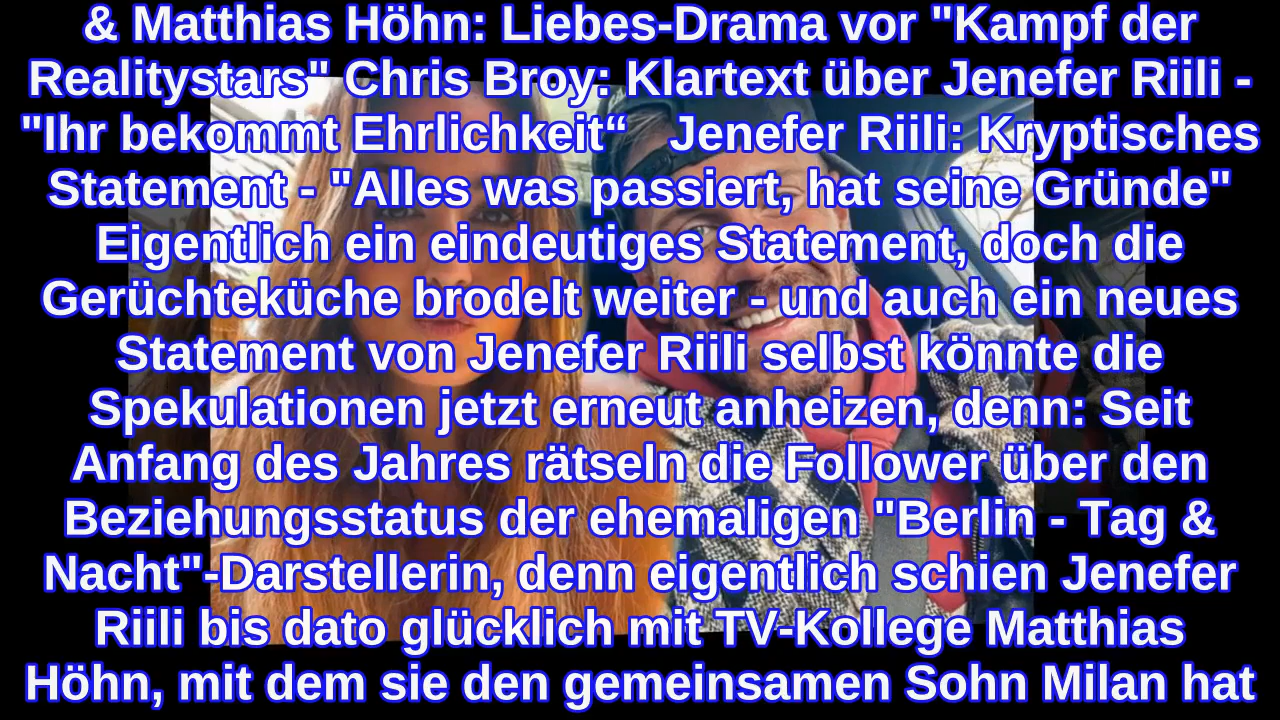 & Matthias Höhn: Liebes-Drama vor "Kampf der
Realitystars" Chris Broy: Klartext über Jenefer Riili -
"Ihr bekommt Ehrlichkeit“ Jenefer Riili: Kryptisches
Statement - "Alles was passiert, hat seine Gründe"
Eigentlich ein eindeutiges Statement, doch die
Gerüchteküche brodelt weiter - und auch ein neues
Statement von Jenefer Riili selbst könnte die
Spekulationen jetzt erneut anheizen, denn: Seit
Anfang des Jahres rätseln die Follower über den
Beziehungsstatus der ehemaligen "Berlin - Tag &
Nacht"-Darstellerin, denn eigentlich schien Jenefer
Riili bis dato glücklich mit TV-Kollege Matthias
Höhn, mit dem sie den gemeinsamen Sohn Milan hat